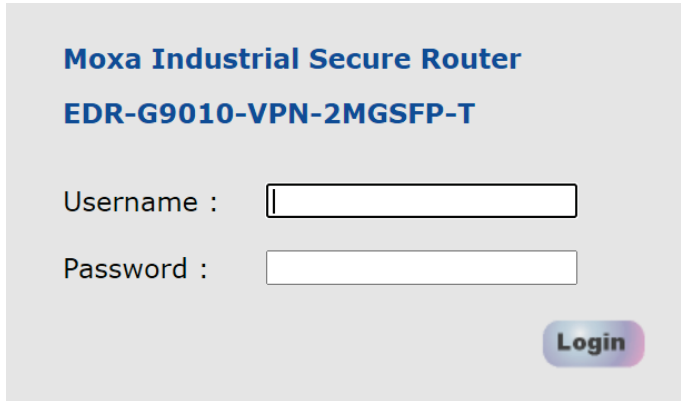 Moxa Industrial Secure Router
EDR-G9010-VPN-2MGSFP-T
Username :
Password :
Login